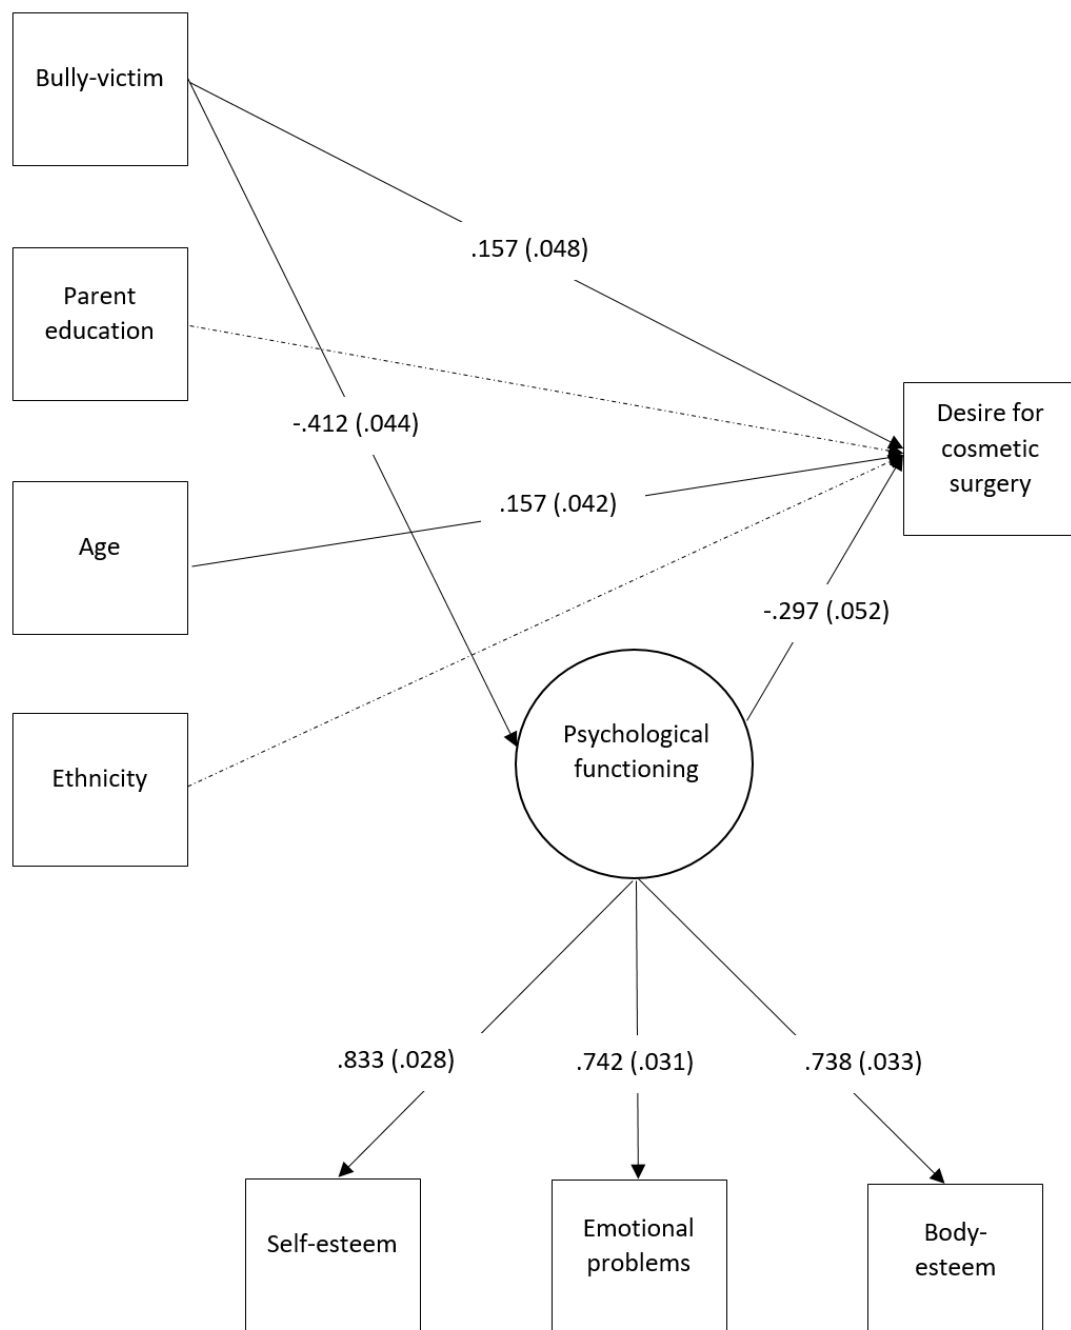 Bully-victim
.157 (.048)
Parent
education
Desire for
cosmetic
surgery
-.412 (.044)
.157 (.042)
Age
-.297 (.052)
Psychological
functioning
Ethnicity
.833 (.028)
.742 (.031)
.738 (.033)
Self-esteem
Emotional
problems
Body-
esteem